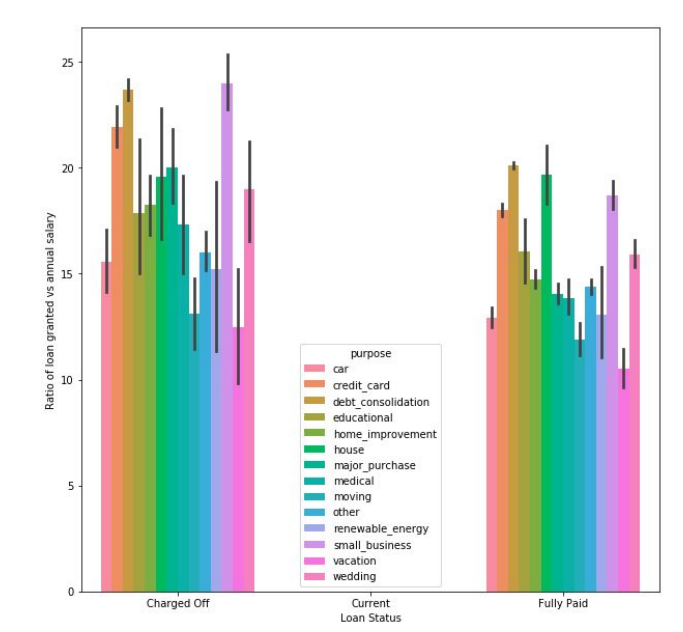 25
20
15
10
5
0
Ratio of loan granted vs annual salary
purpose
car
credit_card
debt_consolidation
educational
home_improvement
house
major_purchase
medical
moving
other
renewable_energy
small_business
vacation
wedding
Charged Off
Current
Fully Paid
Loan Status